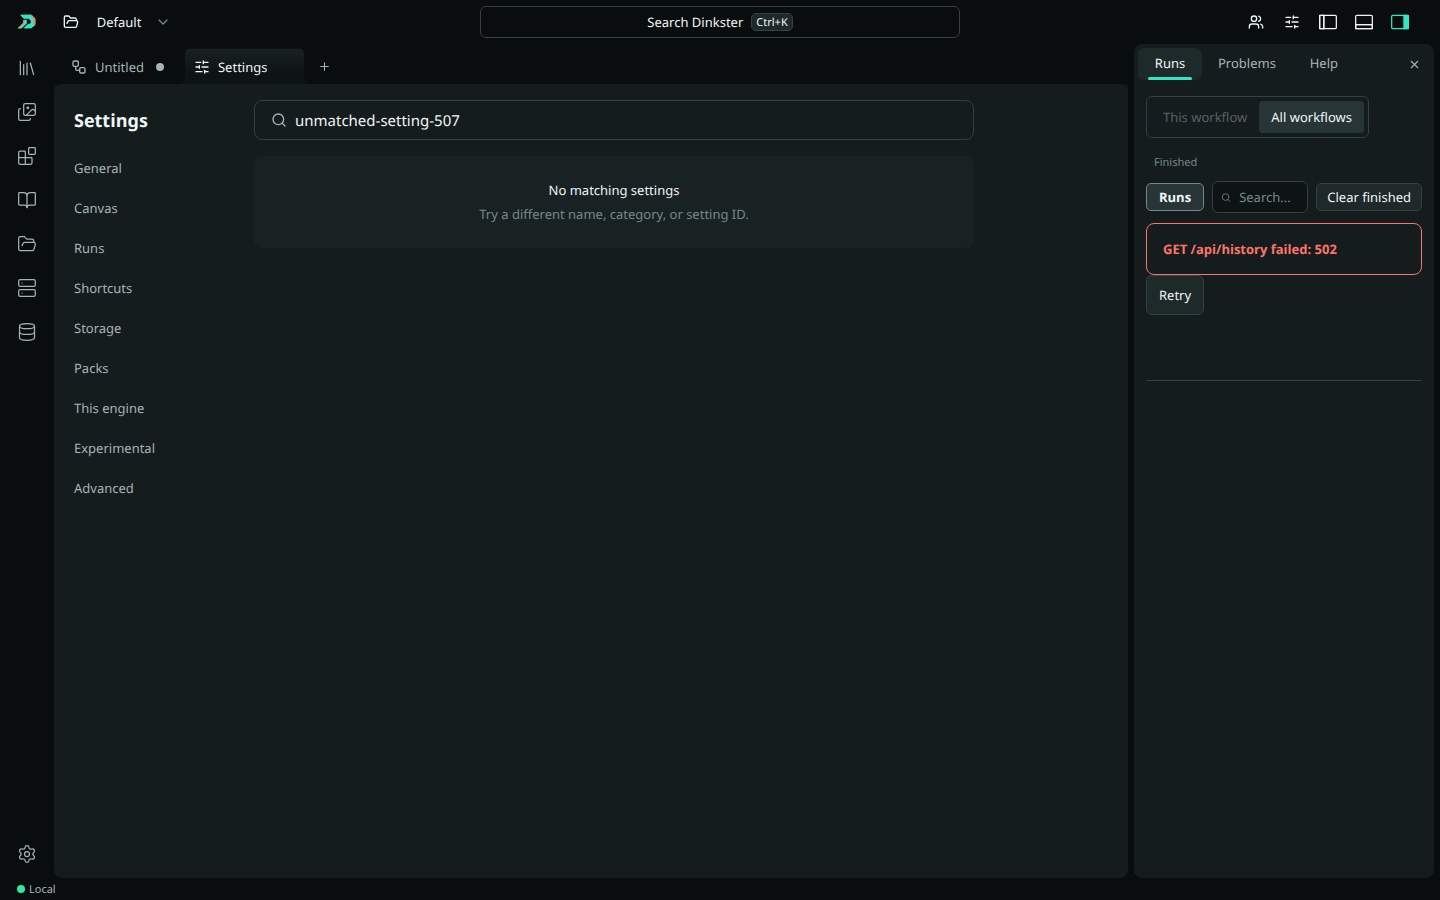 Default
Search Dinkster Ctrl+K
Untitled
Settings
Runs
Problems
Help
Settings
unmatched-setting-507
General
Canvas
Runs
Shortcuts
Storage
Packs
This engine
Experimental
Advanced
No matching settings
Try a different name, category, or setting ID.
This workflow
All workflows
Finished
Runs
Search...
Clear finished
GET /api/history failed: 502
Retry
Local